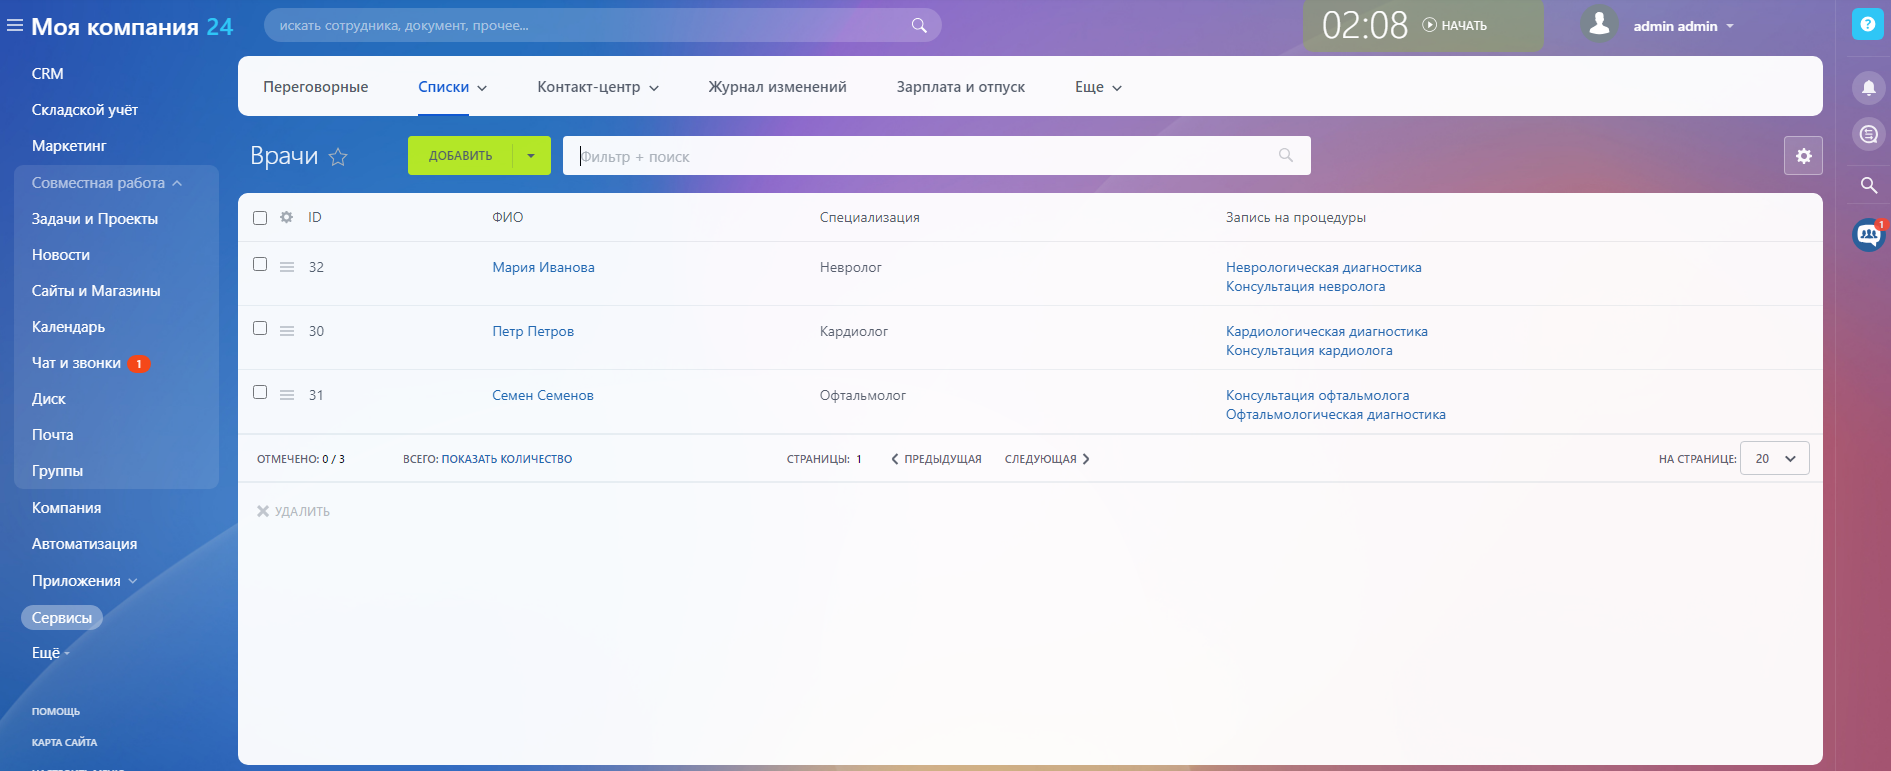 Моя компания 24
искать сотрудника, документ, прочее...
02:08 НАЧАТЬ
admin admin
CRM
Складской учёт
Маркетинг
Совместная работа
Задачи и Проекты
Новости
Сайты и Магазины
Календарь
Чат и звонки 1
Диск
Почта
Группы
Компания
Автоматизация
Приложения
Сервисы
Ещё
ПОМОЩЬ
КАРТА САЙТА
Переговорные Списки Контакт-центр Журнал изменений Зарплата и отпуск Еще
Врачи ДОБАВИТЬ Фильтр + поиск
ID ФИО Специализация Запись на процедуры
32 Мария Иванова Невролог Неврологическая диагностика
Консультация невролога
30 Петр Петров Кардиолог Кардиологическая диагностика
Консультация кардиолога
31 Семен Семенов Офтальмолог Консультация офтальмолога
Офтальмологическая диагностика
ОТМЕЧЕНО: 0 / 3 ВСЕГО: ПОКАЗАТЬ КОЛИЧЕСТВО СТРАНИЦЫ: 1 ПРЕДЫДУЩАЯ СЛЕДУЮЩАЯ НА СТРАНИЦЕ: 20
УДАЛИТЬ
?
1